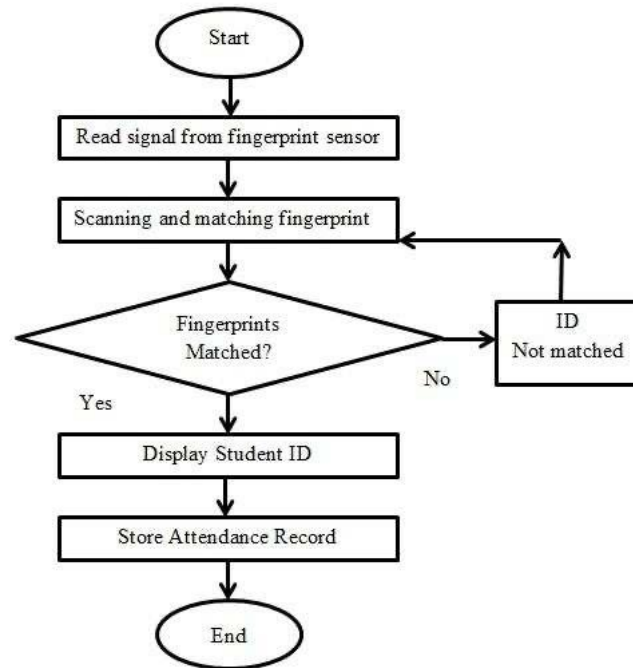 Start
Read signal from fingerprint sensor
Scanning and matching fingerprint
Fingerprints
Matched?
ID
Not matched
No
Yes
Display Student ID
Store Attendance Record
End